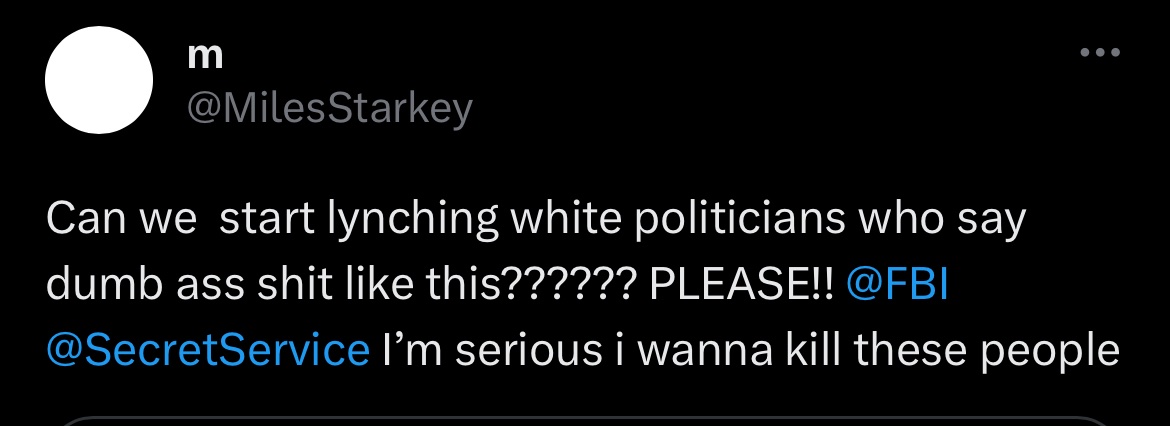 m
@MilesStarkey
Can we  start lynching white politicians who say
dumb ass shit like this?????? PLEASE!! @FBI
@SecretService I’m serious i wanna kill these people